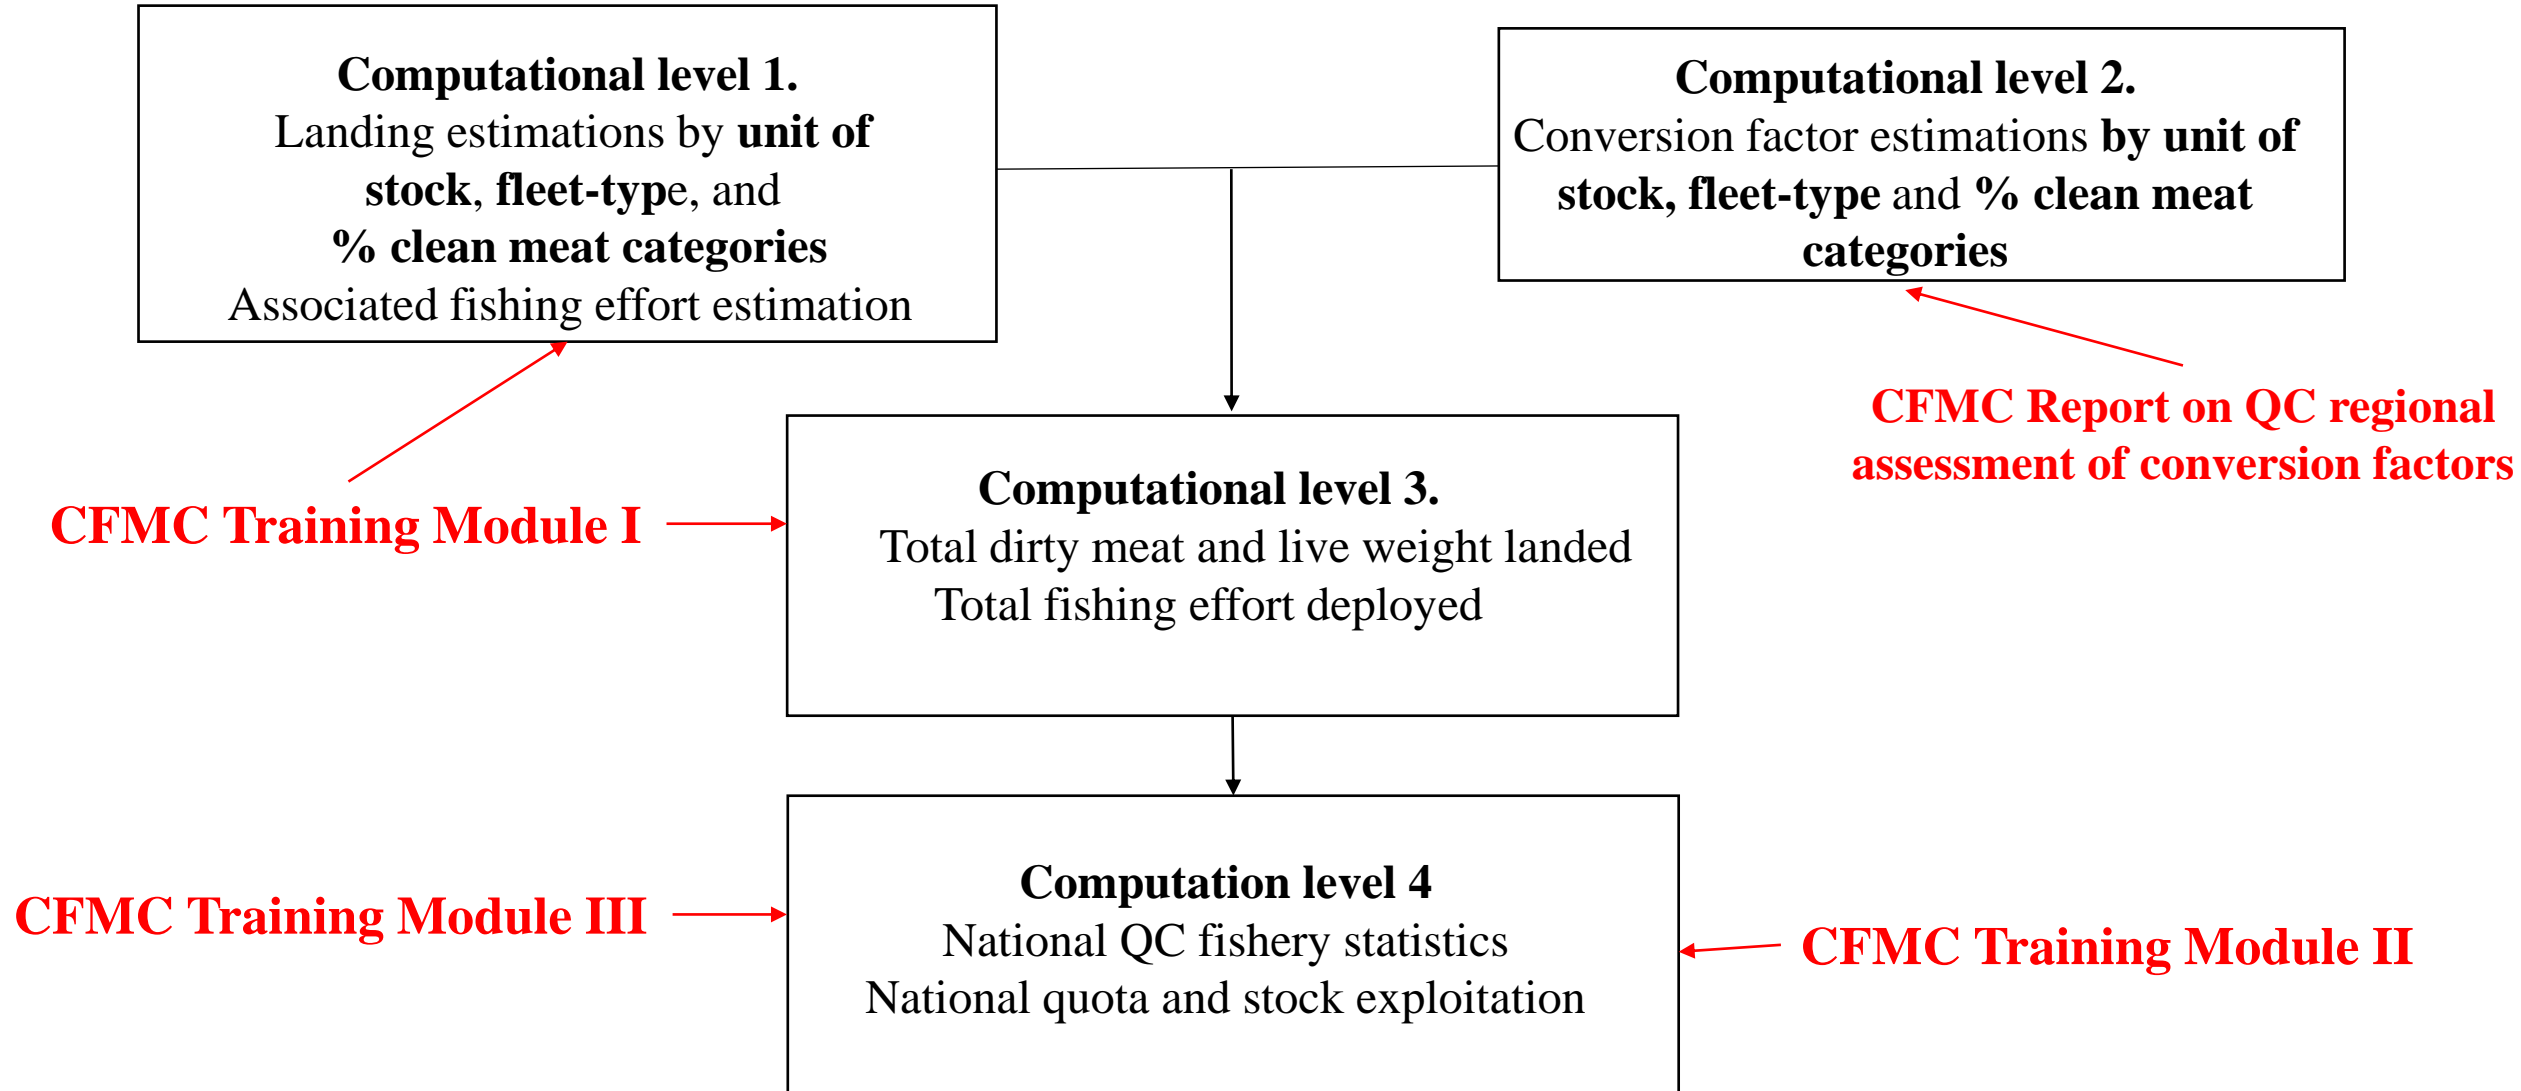 Computational level 1.
Landing estimations by unit of
stock, fleet-type, and
% clean meat categories
Associated fishing effort estimation
Computational level 2.
Conversion factor estimations by unit of
stock, fleet-type and % clean meat
categories
CFMC Report on QC regional
assessment of conversion factors
CFMC Training Module I
Computational level 3.
Total dirty meat and live weight landed
Total fishing effort deployed
CFMC Training Module III
Computation level 4
National QC fishery statistics
National quota and stock exploitation
CFMC Training Module II